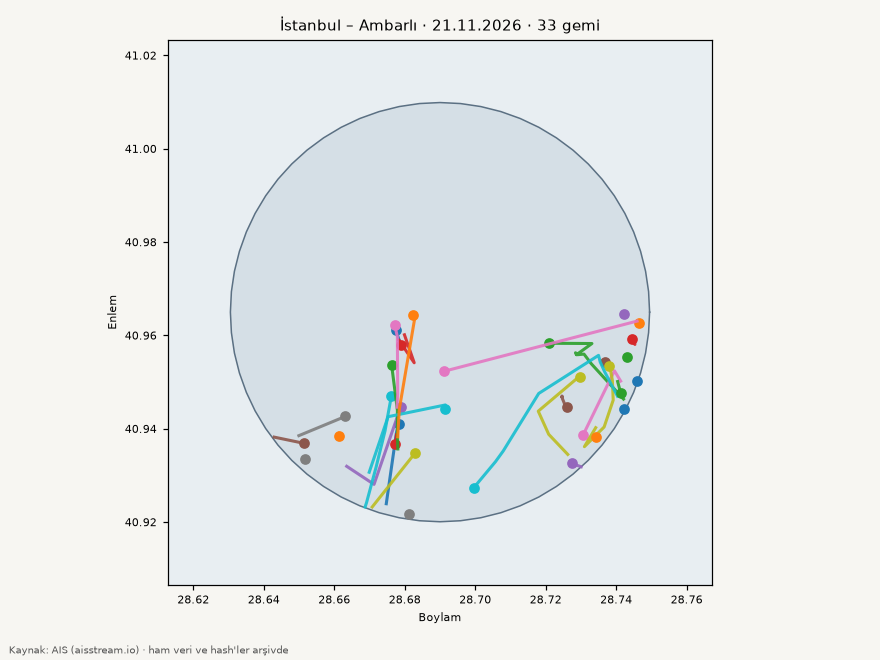 İstanbul – Ambarlı · 21.11.2026 · 33 gemi
Enlem
41.02
41.00
40.98
40.96
40.94
40.92
28.62 28.64 28.66 28.68 28.70 28.72 28.74 28.76
Boylam
Kaynak: AIS (aisstream.io) · ham veri ve hash'ler arşivde